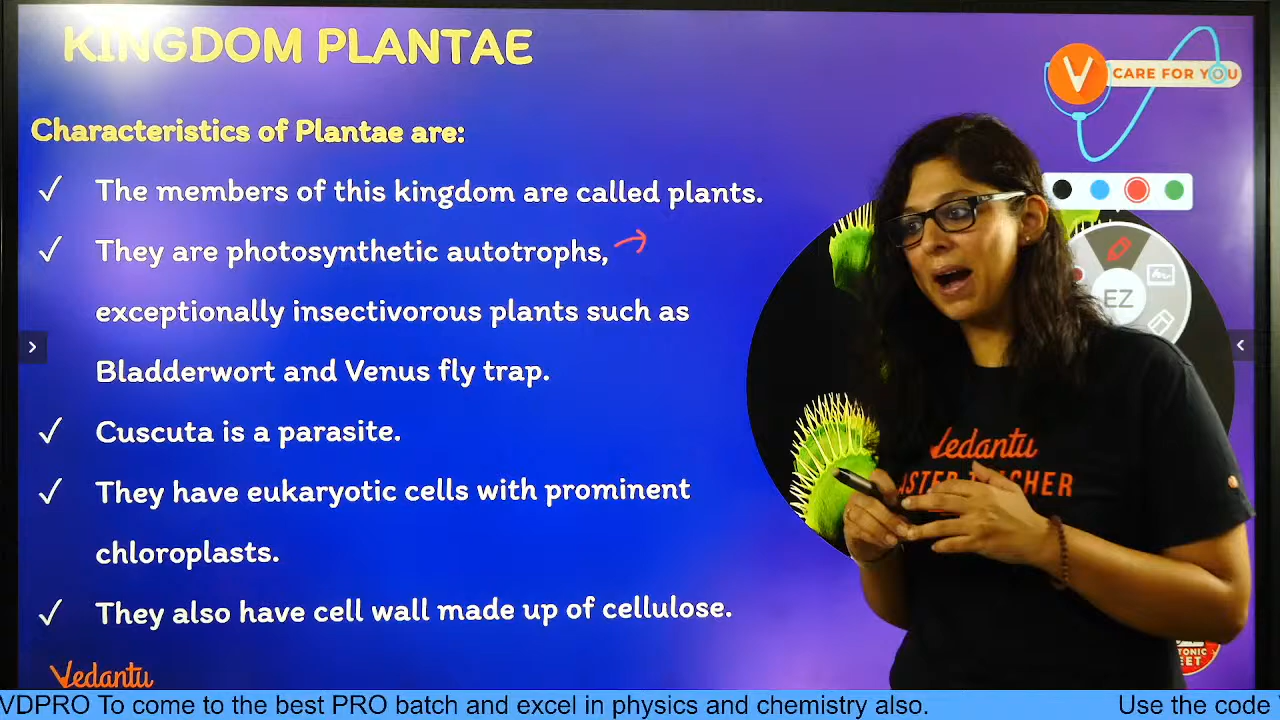 KINGDOM PLANTAE
CARE FOR YOU
Characteristics of Plantae are:
✓ The members of this kingdom are called plants.
✓ They are photosynthetic autotrophs,
exceptionally insectivorous plants such as
Bladderwort and Venus fly trap.
✓ Cuscuta is a parasite.
✓ They have eukaryotic cells with prominent
chloroplasts.
✓ They also have cell wall made up of cellulose.
EZ
Vedantu
Vedantu
VDPRO To come to the best PRO batch and excel in physics and chemistry also. Use the code